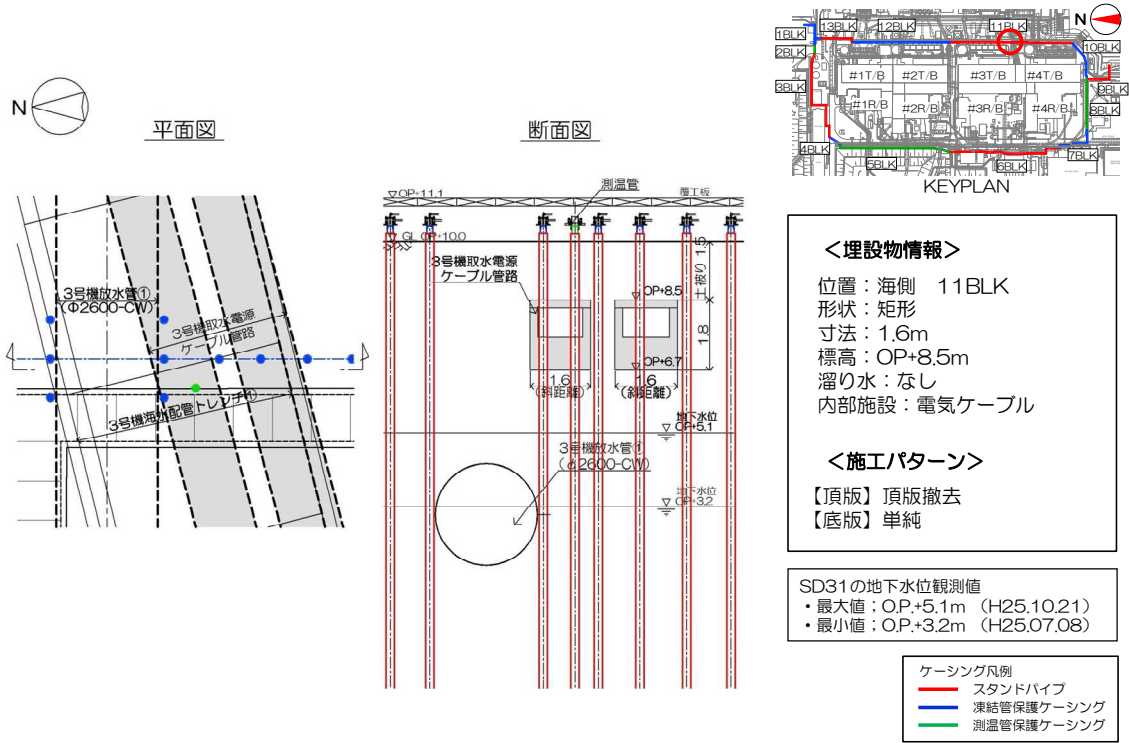 N
平面図
3号機放水管①
(Φ2600-CW)
3号機取水電源
ケーブル管路
3号機海水配管トレンチ①
断面図
測温管
▽OP+11.1
覆工板
GL OP+10.0
3号機取水電源
ケーブル管路
土被り 1.5
▽OP+8.5
1.8
▽OP+6.7
1.6
(斜距離)
1.6
(斜距離)
地下水位
▽OP+5.1
3号機放水管①
(φ2600-CW)
地下水位
▽OP+3.2
N
1BLK
13BLK
12BLK
11BLK
10BLK
2BLK
3BLK
#1T/B
#2T/B
#3T/B
#4T/B
9BLK
8BLK
#1R/B
#2R/B
#3R/B
#4R/B
4BLK
5BLK
6BLK
7BLK
KEYPLAN
<埋設物情報>
位置:海側 11BLK
形状:矩形
寸法:1.6m
標高:OP+8.5m
溜り水:なし
内部施設:電気ケーブル
<施工パターン>
【頂版】頂版撤去
【底版】単純
SD31の地下水位観測値
・最大値;O.P.+5.1m (H25.10.21)
・最小値;O.P.+3.2m (H25.07.08)
ケーシング凡例
スタンドパイプ
凍結管保護ケーシング
測温管保護ケーシング